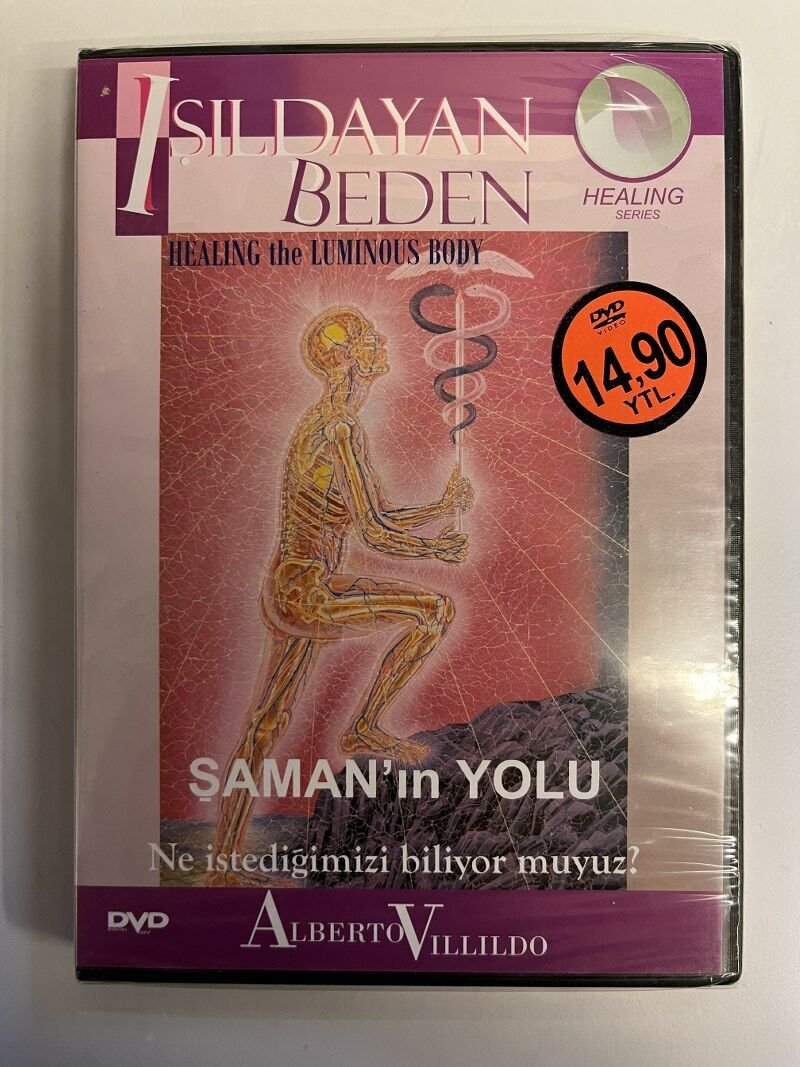 IŞILDAYAN
BEDEN
HEALING
SERIES
HEALING the LUMINOUS BODY
DVD
VIDEO
14,90
YTL.
ŞAMAN'ın YOLU
Ne istediğimizi biliyor muyuz?
DVD
ALBERTO VILLILDO